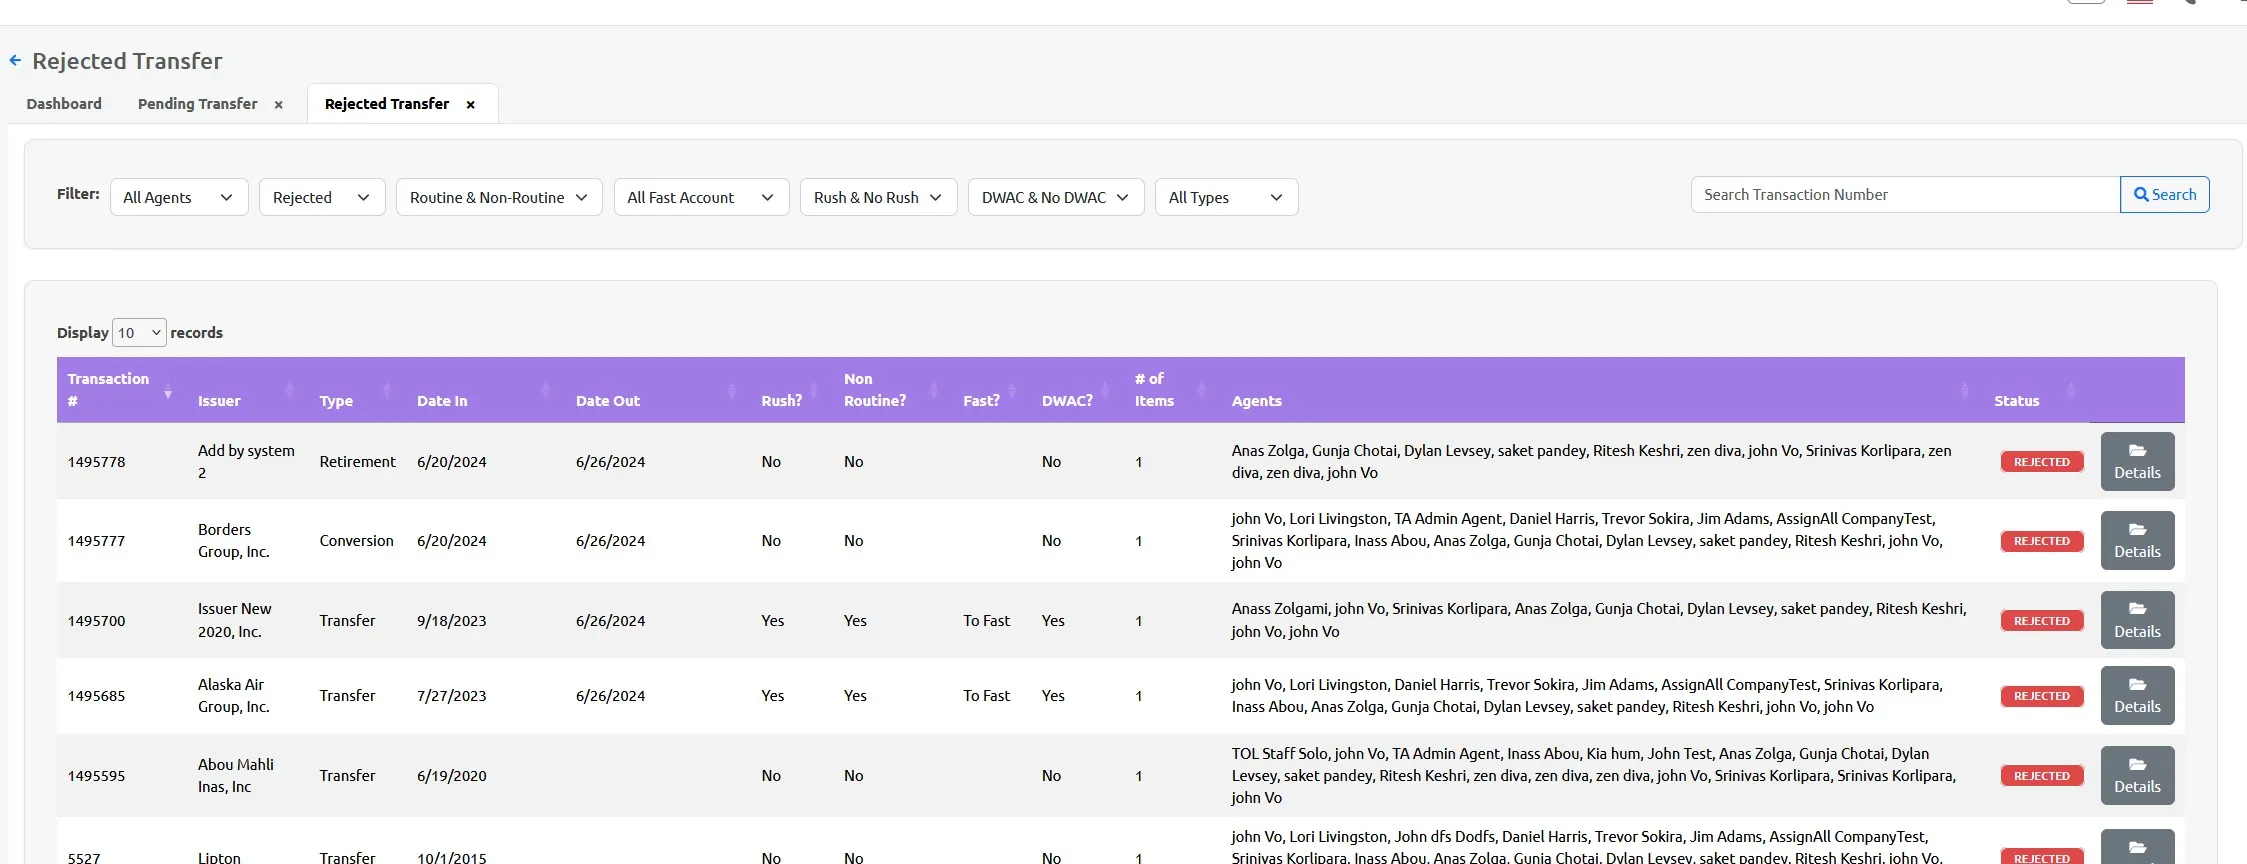 Rejected Transfer
Dashboard Pending Transfer × Rejected Transfer ×
Filter: All Agents Rejected Routine & Non-Routine All Fast Account Rush & No Rush DWAC & No DWAC All Types Search Transaction Number Search
Display 10 records
Transaction # Issuer Type Date In Date Out Rush? Non Routine? Fast? DWAC? # of Items Agents Status
1495778 Add by system 2 Retirement 6/20/2024 6/26/2024 No No No 1 Anas Zolga, Gunja Chotai, Dylan Levsey, saket pandey, Ritesh Keshri, zen diva, john Vo, Srinivas Korlipara, zen
diva, zen diva, john Vo REJECTED Details
1495777 Borders Group, Inc. Conversion 6/20/2024 6/26/2024 No No No 1 john Vo, Lori Livingston, TA Admin Agent, Daniel Harris, Trevor Sokira, Jim Adams, AssignAll CompanyTest,
Srinivas Korlipara, Inass Abou, Anas Zolga, Gunja Chotai, Dylan Levsey, saket pandey, Ritesh Keshri, john Vo,
john Vo REJECTED Details
1495700 Issuer New 2020, Inc. Transfer 9/18/2023 6/26/2024 Yes Yes To Fast Yes 1 Anass Zolgami, john Vo, Srinivas Korlipara, Anas Zolga, Gunja Chotai, Dylan Levsey, saket pandey, Ritesh Keshri,
john Vo, john Vo REJECTED Details
1495685 Alaska Air Group, Inc. Transfer 7/27/2023 6/26/2024 Yes Yes To Fast Yes 1 john Vo, Lori Livingston, Daniel Harris, Trevor Sokira, Jim Adams, AssignAll CompanyTest, Srinivas Korlipara,
Inass Abou, Anas Zolga, Gunja Chotai, Dylan Levsey, saket pandey, Ritesh Keshri, john Vo, john Vo REJECTED Details
1495595 Abou Mahli Inas, Inc Transfer 6/19/2020 No No No 1 TOL Staff Solo, john Vo, TA Admin Agent, Inass Abou, Kia hum, John Test, Anas Zolga, Gunja Chotai, Dylan
Levsey, saket pandey, Ritesh Keshri, zen diva, zen diva, zen diva, john Vo, Srinivas Korlipara, Srinivas Korlipara,
john Vo REJECTED Details
5527 Lipton Transfer 10/1/2015 No No No 1 john Vo, Lori Livingston, John dfs Dodfs, Daniel Harris, Trevor Sokira, Jim Adams, AssignAll CompanyTest,
Srinivas Korlipara, Inass Abou, Anas Zolga, Gunja Chotai, Dylan Levsey, saket pandey, Ritesh Keshri, john Vo, REJECTED